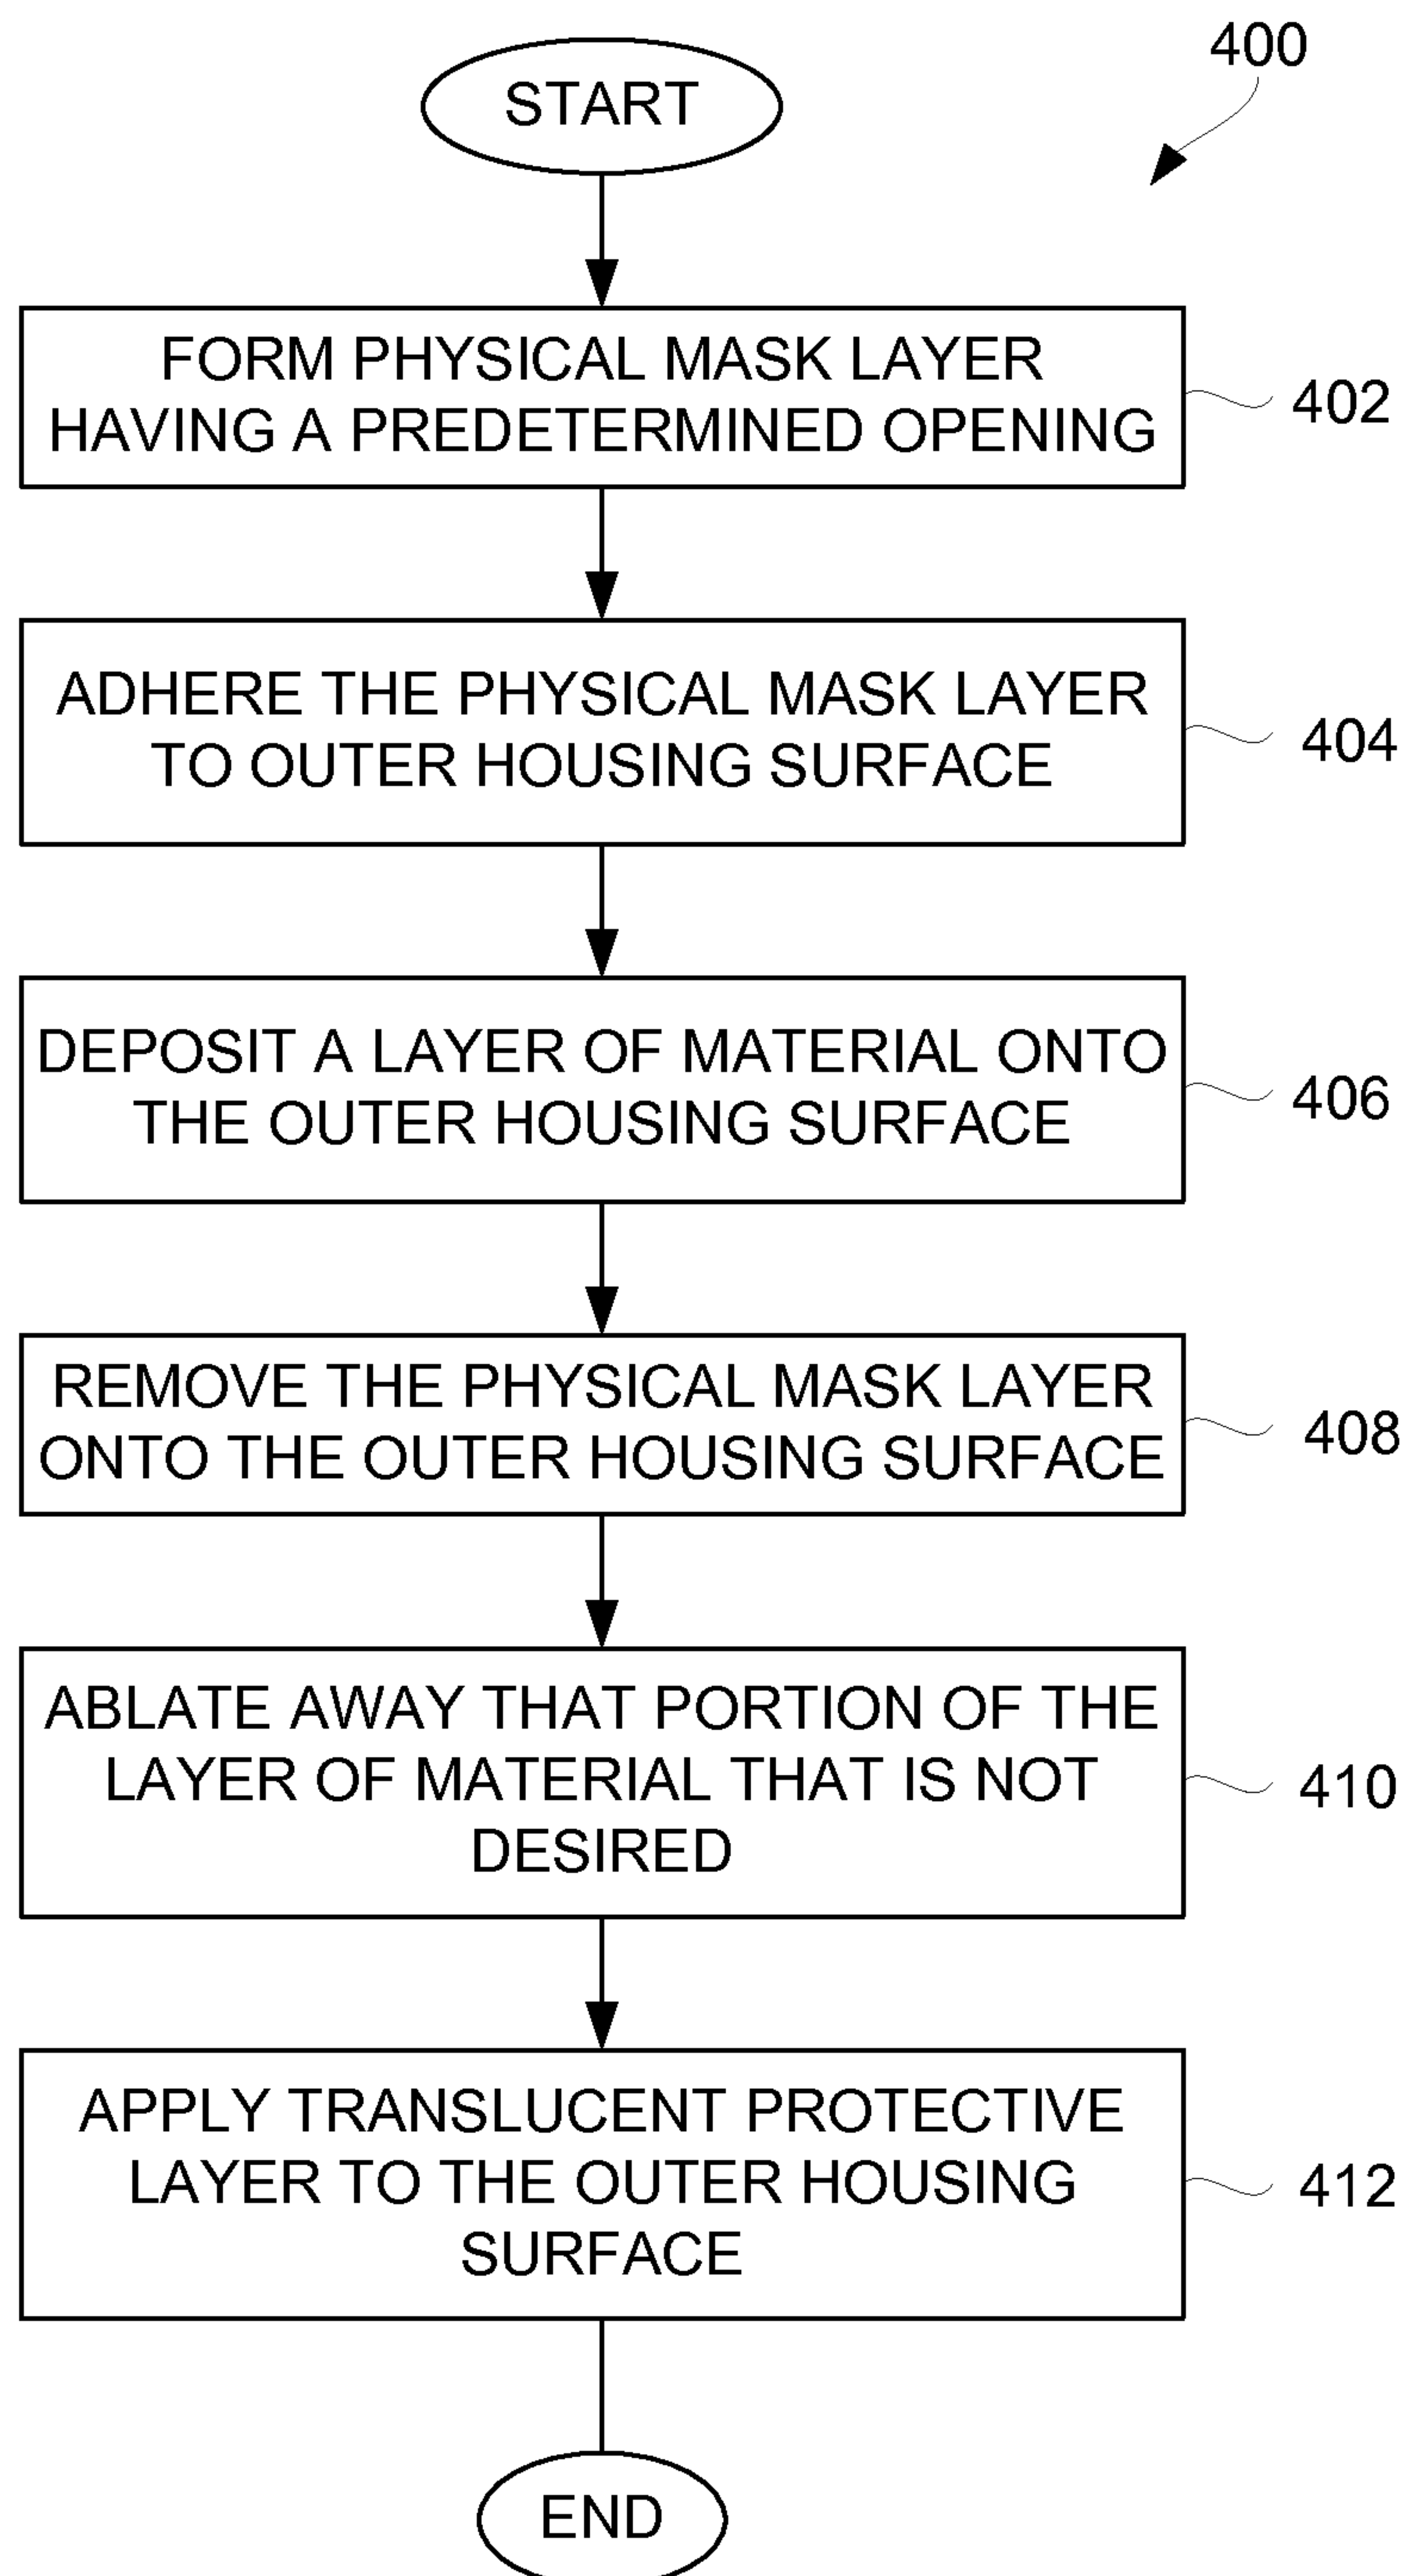 400
START
FORM PHYSICAL MASK LAYER
HAVING A PREDETERMINED OPENING
402
ADHERE THE PHYSICAL MASK LAYER
TO OUTER HOUSING SURFACE
404
DEPOSIT A LAYER OF MATERIAL ONTO
THE OUTER HOUSING SURFACE
406
REMOVE THE PHYSICAL MASK LAYER
ONTO THE OUTER HOUSING SURFACE
408
ABLATE AWAY THAT PORTION OF THE
LAYER OF MATERIAL THAT IS NOT
DESIRED
410
APPLY TRANSLUCENT PROTECTIVE
LAYER TO THE OUTER HOUSING
SURFACE
412
END